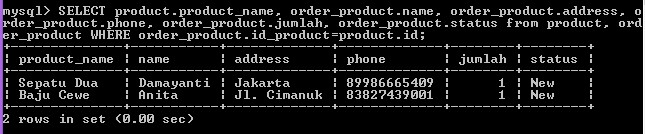 mysql> SELECT product.product_name, order_product.name, order_product.address, o
rder_product.phone, order_product.jumlah, order_product.status from product, ord
er_product WHERE order_product.id_product=product.id;
+--------------+-----------+-------------+-------------+--------+--------+
| product_name | name      | address     | phone       | jumlah | status |
+--------------+-----------+-------------+-------------+--------+--------+
| Sepatu Dua   | Damayanti | Jakarta     | 89986665409 |      1 | New    |
| Baju Cewe    | Anita     | Jl. Cimanuk | 83827439001 |      1 | New    |
+--------------+-----------+-------------+-------------+--------+--------+
2 rows in set (0.00 sec)